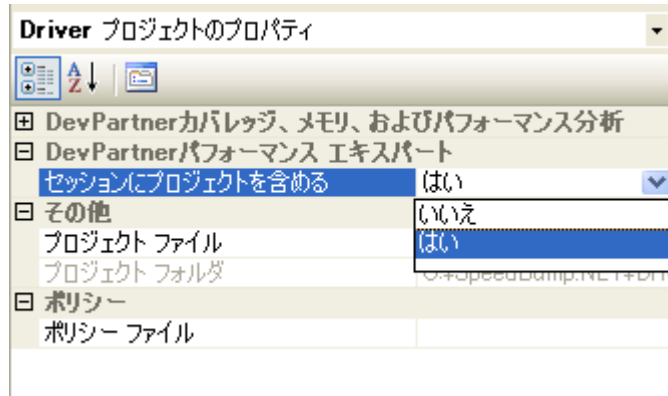 Driver プロジェクトのプロパティ
DevPartnerカバレッジ、メモリ、およびパフォーマンス分析
DevPartnerパフォーマンス エキスパート
セッションにプロジェクトを含める はい
いいえ
はい
その他
プロジェクト ファイル
プロジェクト フォルダ
ポリシー
ポリシー ファイル